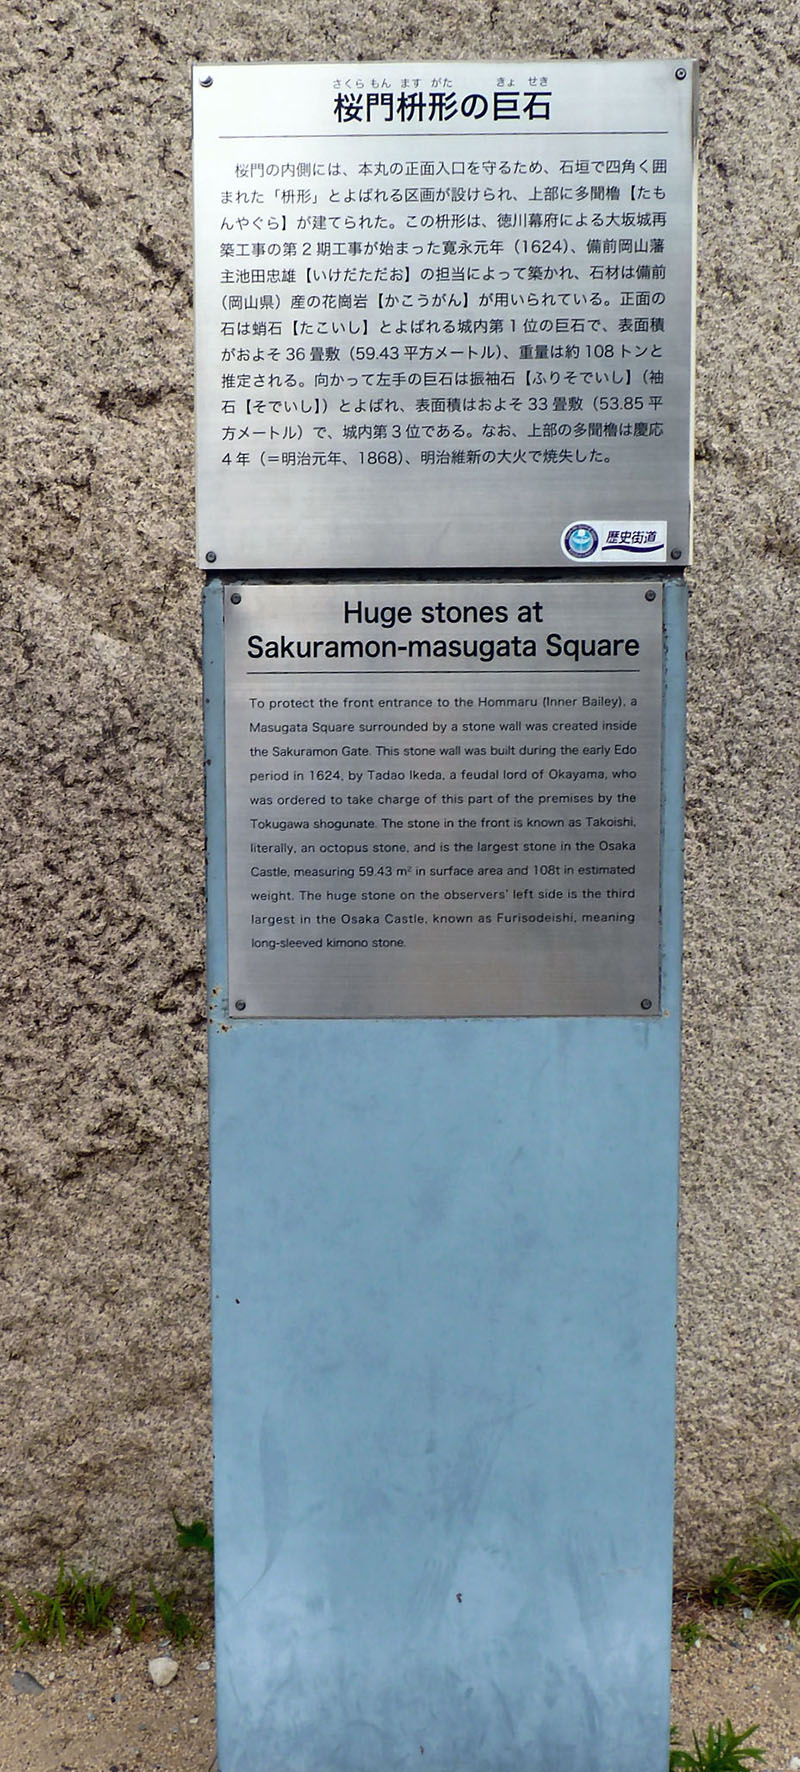 さくら もん ます がた きょ せき
桜門枡形の巨石
桜門の内側には、本丸の正面入口を守るため、石垣で四角く囲
まれた「枡形」とよばれる区画が設けられ、上部に多聞櫓【たも
んやぐら】が建てられた。この枡形は、徳川幕府による大坂城再
築工事の第2期工事が始まった寛永元年（1624）、備前岡山藩
主池田忠雄【いけだただお】の担当によって築かれ、石材は備前
（岡山県）産の花崗岩【かこうがん】が用いられている。正面の
石は蛸石【たこいし】とよばれる城内第1位の巨石で、表面積
がおよそ36畳敷（59.43平方メートル）、重量は約108トンと
推定される。向かって左手の巨石は振袖石【ふりそでいし】（袖
石【そでいし】）とよばれ、表面積はおよそ33畳敷（53.85平
方メートル）で、城内第3位である。なお、上部の多聞櫓は慶応
4年（＝明治元年、1868）、明治維新の大火で焼失した。
歴史街道
Huge stones at
Sakuramon-masugata Square
To protect the front entrance to the Hommaru (Inner Bailey), a
Masugata Square surrounded by a stone wall was created inside
the Sakuramon Gate. This stone wall was built during the early Edo
period in 1624, by Tadao Ikeda, a feudal lord of Okayama, who
was ordered to take charge of this part of the premises by the
Tokugawa shogunate. The stone in the front is known as Takoishi,
literally, an octopus stone, and is the largest stone in the Osaka
Castle, measuring 59.43 m² in surface area and 108t in estimated
weight. The huge stone on the observers' left side is the third
largest in the Osaka Castle, known as Furisodeishi, meaning
long-sleeved kimono stone.